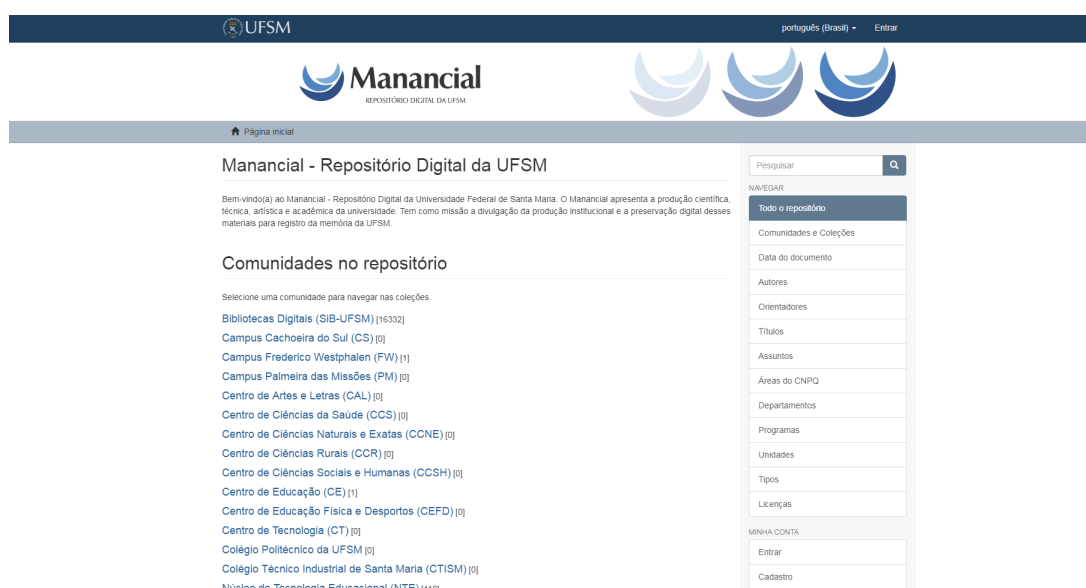 UFSM
português (Brasil)
Entrar
Manancial
REPOSITÓRIO DIGITAL DA UFSM
Página inicial
Manancial - Repositório Digital da UFSM
Bem-vindo(a) ao Manancial - Repositório Digital da Universidade Federal de Santa Maria. O Manancial apresenta a produção científica,
técnica, artística e acadêmica da universidade. Tem como missão a divulgação da produção institucional e a preservação digital desses
materiais para registro da memória da UFSM.
Comunidades no repositório
Selecione uma comunidade para navegar nas coleções.
Bibliotecas Digitais (SiB-UFSM) [16332]
Campus Cachoeira do Sul (CS) [0]
Campus Frederico Westphalen (FW) [1]
Campus Palmeira das Missões (PM) [0]
Centro de Artes e Letras (CAL) [0]
Centro de Ciências da Saúde (CCS) [0]
Centro de Ciências Naturais e Exatas (CCNE) [0]
Centro de Ciências Rurais (CCR) [0]
Centro de Ciências Sociais e Humanas (CCSH) [0]
Centro de Educação (CE) [1]
Centro de Educação Física e Desportos (CEFD) [0]
Centro de Tecnologia (CT) [0]
Colégio Politécnico da UFSM [0]
Colégio Técnico Industrial de Santa Maria (CTISM) [0]
Núcleo de Tecnologia Educacional (NTE)
Pesquisar
NAVEGAR
Todo o repositório
Comunidades e Coleções
Data do documento
Autores
Orientadores
Títulos
Assuntos
Áreas do CNPQ
Departamentos
Programas
Unidades
Tipos
Licenças
MINHA CONTA
Entrar
Cadastro